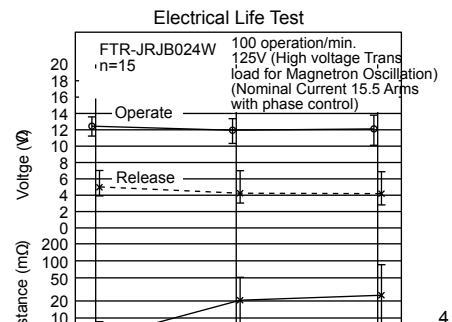 Electrical Life Test
FTR-JRJB024W
n=15
100 operation/min.
125V (High voltage Trans
load for Magnetron Oscillation)
(Nominal Current 15.5 Arms
with phase control)
20
18
16
14
12
10
8
6
4
2
0
Operate
Release
Voltge (V)
200
100
50
20
10
stance (mΩ)
4